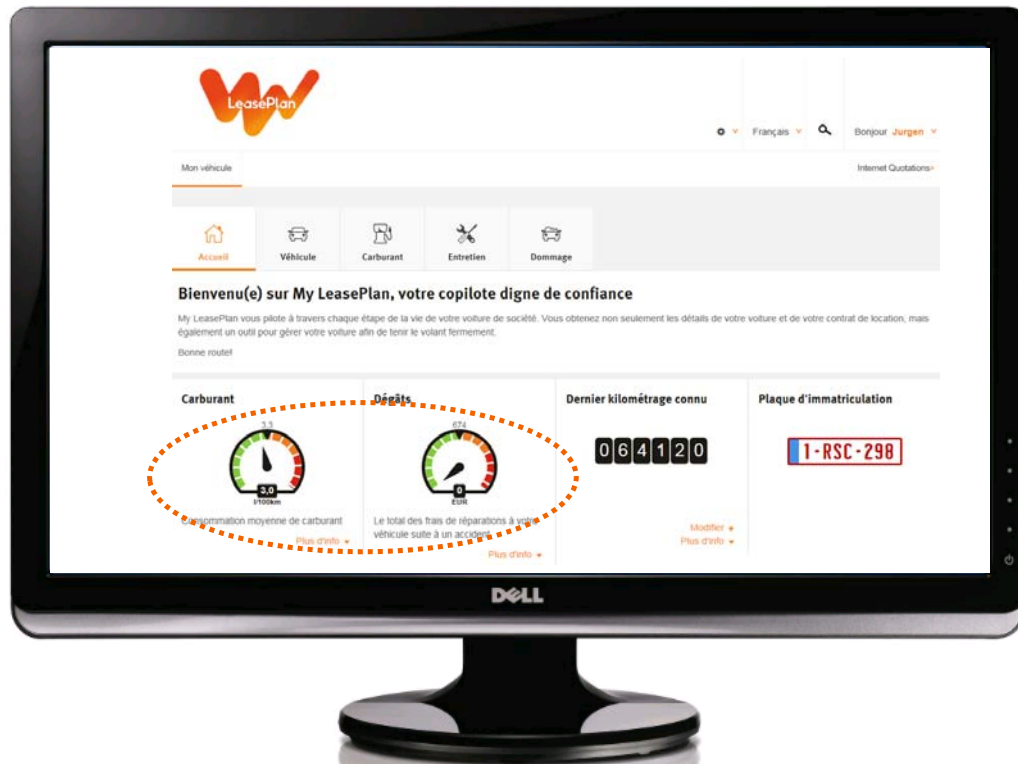 LeasePlan
Français
Bonjour Jurgen
Mon véhicule
Internet Quotations
Accueil
Véhicule
Carburant
Entretien
Dommage
Bienvenu(e) sur My LeasePlan, votre copilote digne de confiance
My LeasePlan vous pilote à travers chaque étape de la vie de votre voiture de société. Vous obtenez non seulement les détails de votre voiture et de votre contrat de location, mais
également un outil pour gérer votre voiture afin de tenir le volant fermement.
Bonne route!
Carburant
Dégâts
Dernier kilométrage connu
Plaque d'immatriculation
3,3
674
064120
1-RSC-298
3,0
0
l/100km
EUR
Consommation moyenne de carburant
Plus d'info
Le total des frais de réparations à votre
véhicule suite à un accident
Plus d'info
Modifier
Plus d'info
DELL